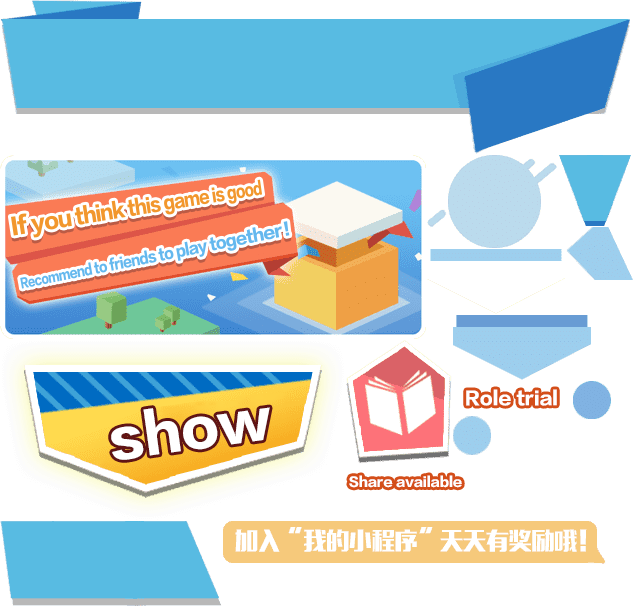 If you think this game is good
Recommend to friends to play together!
show
Role trial
Share available
加入“我的小程序”天天有奖励哦!